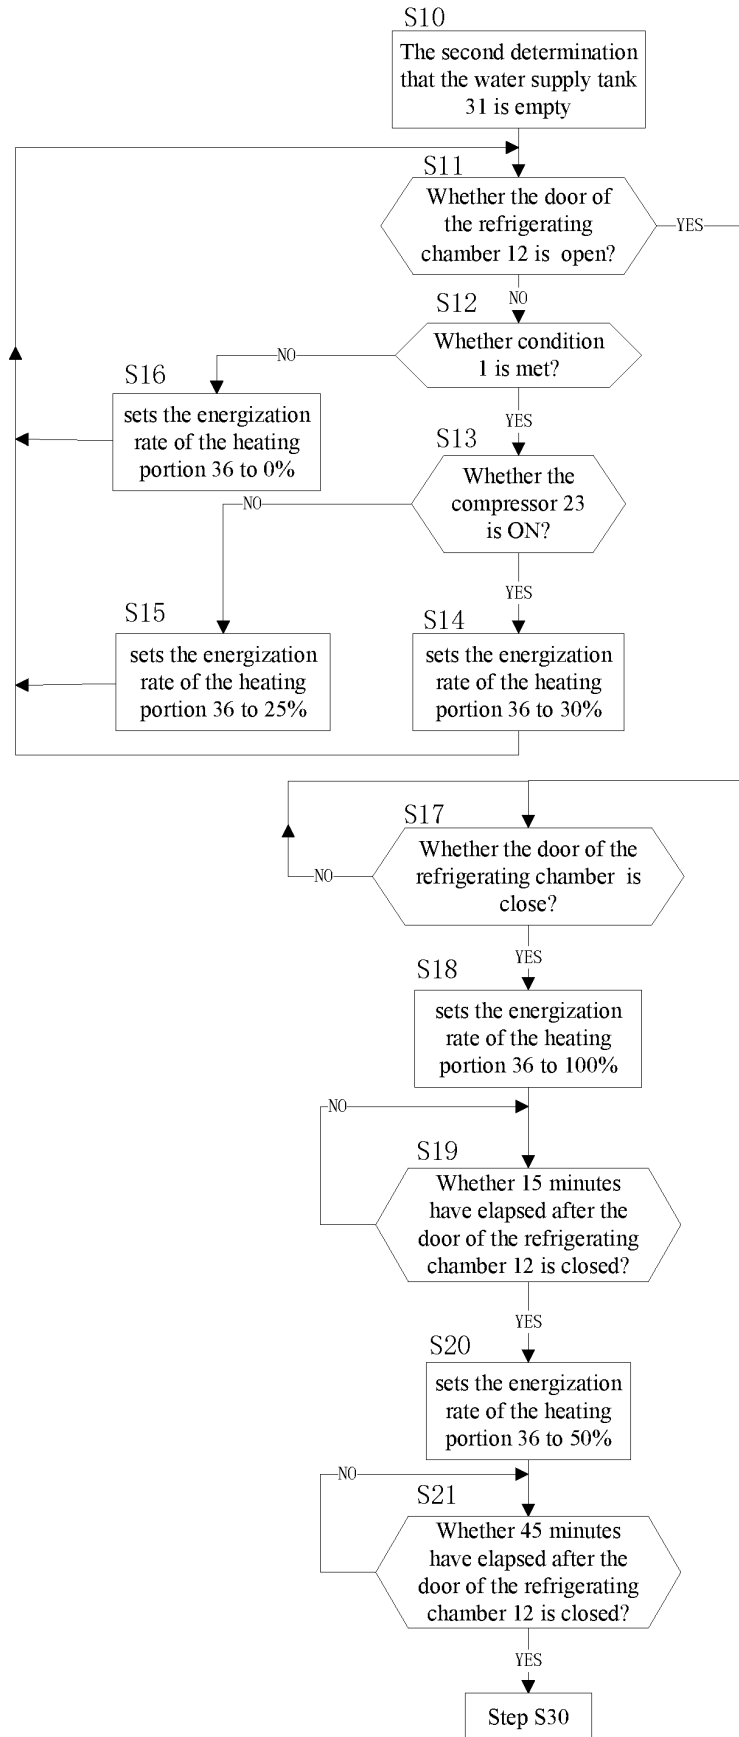 S10
The second determination
that the water supply tank
31 is empty
S11
Whether the door of
the refrigerating
chamber 12 is open?
YES
NO
S12
Whether condition
1 is met?
NO
YES
S16
sets the energization
rate of the heating
portion 36 to 0%
S13
Whether the
compressor 23
is ON?
NO
YES
S15
sets the energization
rate of the heating
portion 36 to 25%
S14
sets the energization
rate of the heating
portion 36 to 30%
S17
Whether the door of the
refrigerating chamber is
close?
NO
YES
S18
sets the energization
rate of the heating
portion 36 to 100%
NO
S19
Whether 15 minutes
have elapsed after the
door of the refrigerating
chamber 12 is closed?
YES
S20
sets the energization
rate of the heating
portion 36 to 50%
NO
S21
Whether 45 minutes
have elapsed after the
door of the refrigerating
chamber 12 is closed?
YES
Step S30